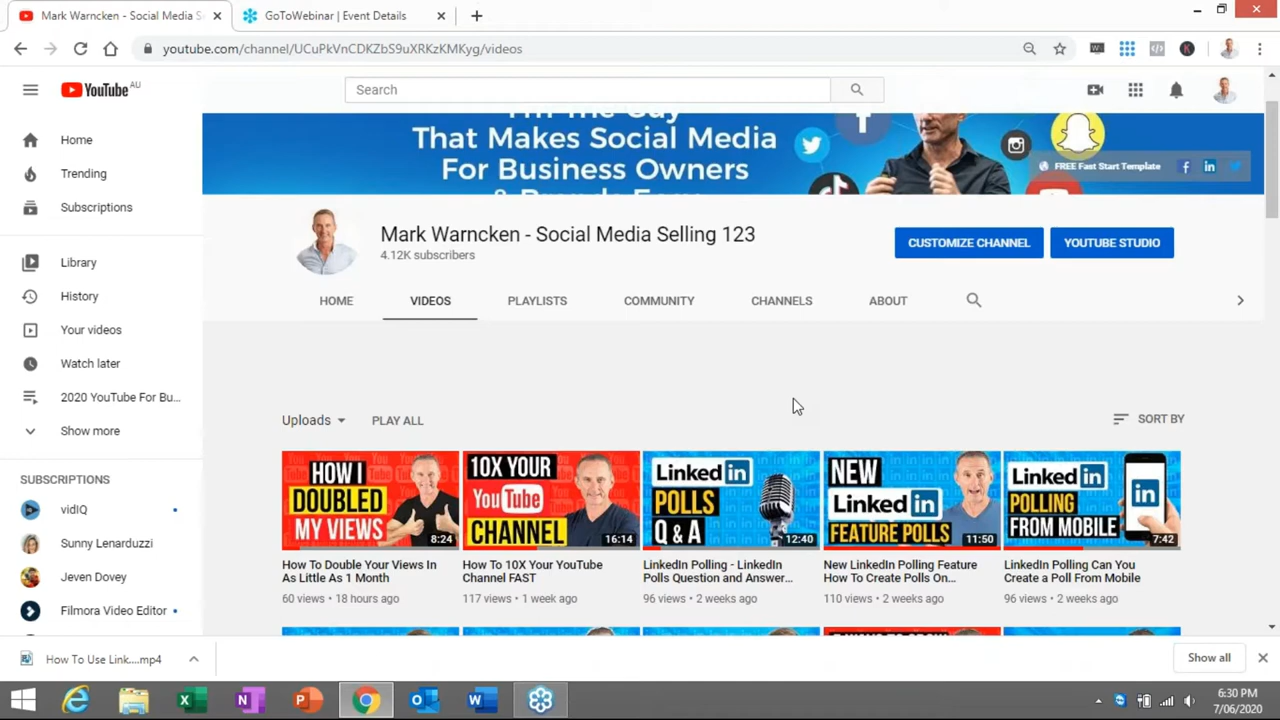 Mark Warncken - Social Media S
GoToWebinar | Event Details
youtube.com/channel/UCuPkVnCDKZbS9uXRKzKMKyg/videos
YouTube AU
Search
That Makes Social Media
For Business Owners
FREE Fast Start Template
Home
Trending
Subscriptions
Library
History
Your videos
Watch later
2020 YouTube For Bu...
Show more
SUBSCRIPTIONS
vidIQ
Sunny Lenarduzzi
Jeven Dovey
Filmora Video Editor
Mark Warncken - Social Media Selling 123
4.12K subscribers
CUSTOMIZE CHANNEL
YOUTUBE STUDIO
HOME
VIDEOS
PLAYLISTS
COMMUNITY
CHANNELS
ABOUT
Uploads
PLAY ALL
SORT BY
HOW I
DOUBLED
MY VIEWS
8:24
How To Double Your Views In
As Little As 1 Month
60 views • 18 hours ago
10X YOUR
YouTube
CHANNEL
16:14
How To 10X Your YouTube
Channel FAST
117 views • 1 week ago
Linked in
POLLS
Q & A
12:40
LinkedIn Polling - LinkedIn
Polls Question and Answer...
96 views • 2 weeks ago
NEW
Linked in
FEATURE POLLS
11:50
New LinkedIn Polling Feature
How To Create Polls On...
110 views • 2 weeks ago
Linked in
POLLING
FROM MOBILE
in
7:42
LinkedIn Polling Can You
Create a Poll From Mobile
96 views • 2 weeks ago
How To Use Link....mp4
Show all
6:30 PM
7/06/2020